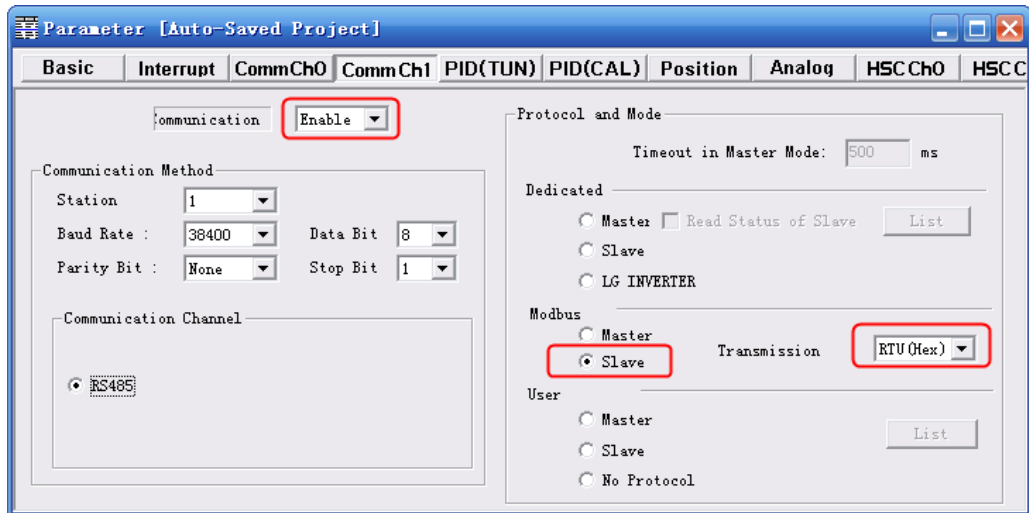 Parameter [Auto-Saved Project]
Basic Interrupt CommCh0 CommCh1 PID(TUN) PID(CAL) Position Analog HSCCh0 HSCC
ommunication Enable
Communication Method
Station 1
Baud Rate : 38400 Data Bit 8
Parity Bit : None Stop Bit 1
Communication Channel
RS485
Protocol and Mode
Timeout in Master Mode: 500 ms
Dedicated
Master Read Status of Slave List
Slave
LG INVERTER
Modbus
Master
Slave
Transmission RTU(Hex)
User
Master
Slave
No Protocol
List